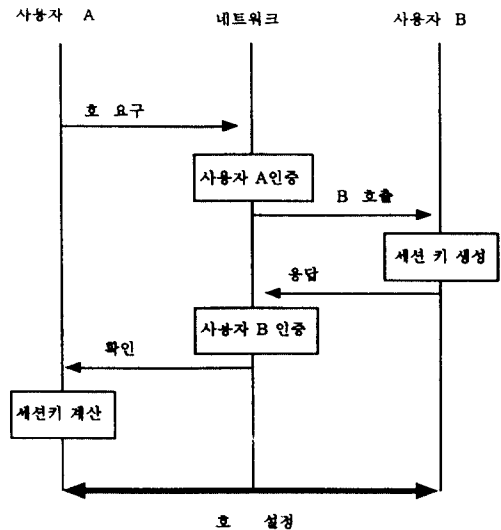 사용자 A
네트워크
사용자 B
호 요구
사용자 A인증
B 호출
세션 키 생성
응답
사용자 B 인증
확인
세션키 계산
호 설정